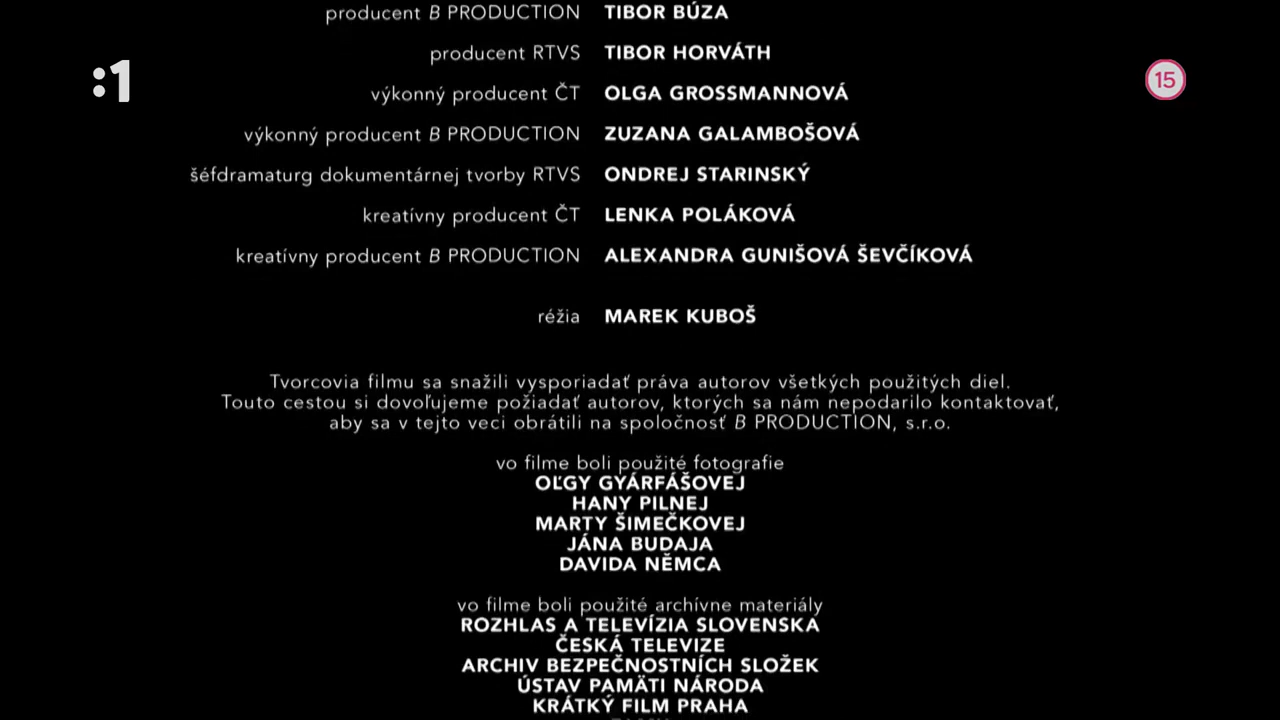 producent B PRODUCTION TIBOR BÚZA
producent RTVS TIBOR HORVÁTH
:1
15
výkonný producent ČT OLGA GROSSMANNOVÁ
výkonný producent B PRODUCTION ZUZANA GALAMBOŠOVÁ
šéfdramaturg dokumentárnej tvorby RTVS ONDREJ STARINSKÝ
kreatívny producent ČT LENKA POLÁKOVÁ
kreatívny producent B PRODUCTION ALEXANDRA GUNIŠOVÁ ŠEVČÍKOVÁ
réžia MAREK KUBOŠ
Tvorcovia filmu sa snažili vysporiadať práva autorov všetkých použitých diel.
Touto cestou si dovoľujeme požiadať autorov, ktorých sa nám nepodarilo kontaktovať,
aby sa v tejto veci obrátili na spoločnosť B PRODUCTION, s.r.o.
vo filme boli použité fotografie
OĽGY GYÁRFÁŠOVEJ
HANY PILNEJ
MARTY ŠIMEČKOVEJ
JÁNA BUDAJA
DAVIDA NĚMCA
vo filme boli použité archívne materiály
ROZHLAS A TELEVÍZIA SLOVENSKA
ČESKÁ TELEVIZE
ARCHIV BEZPEČNOSTNÍCH SLOŽEK
ÚSTAV PAMÄTI NÁRODA
KRÁTKÝ FILM PRAHA